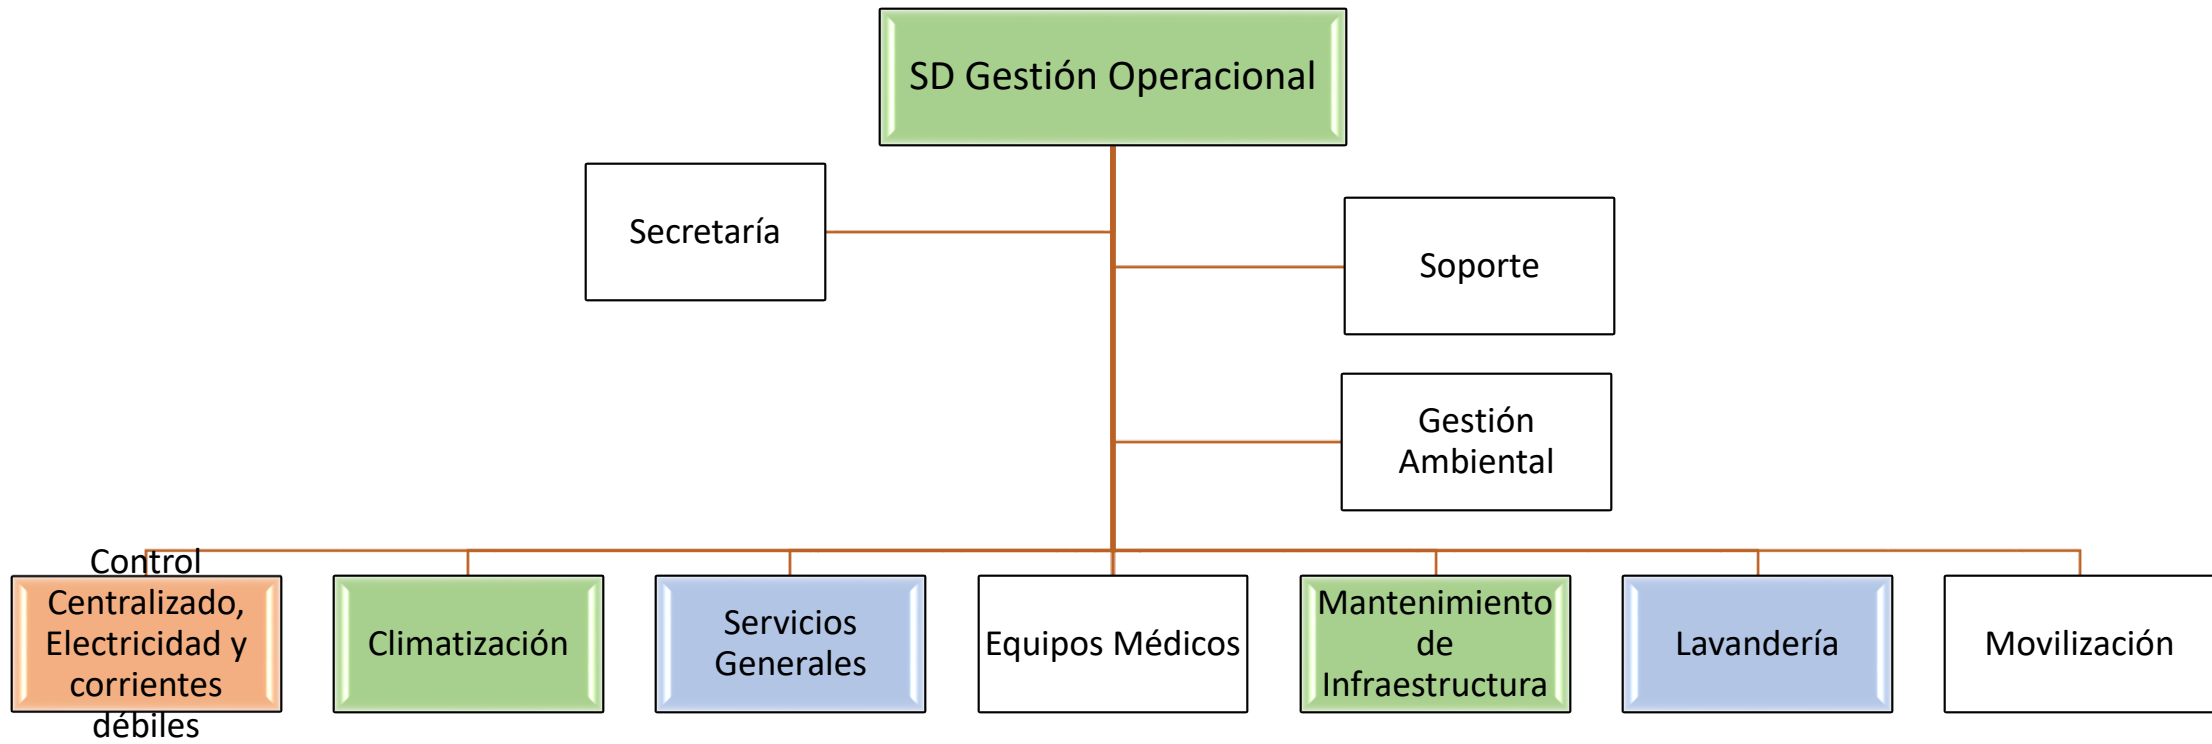 SD Gestión Operacional
Secretaría
Soporte
Gestión
Ambiental
Control
Centralizado,
Electricidad y
corrientes
débiles
Climatización
Servicios
Generales
Equipos Médicos
Mantenimiento
de
Infraestructura
Lavandería
Movilización